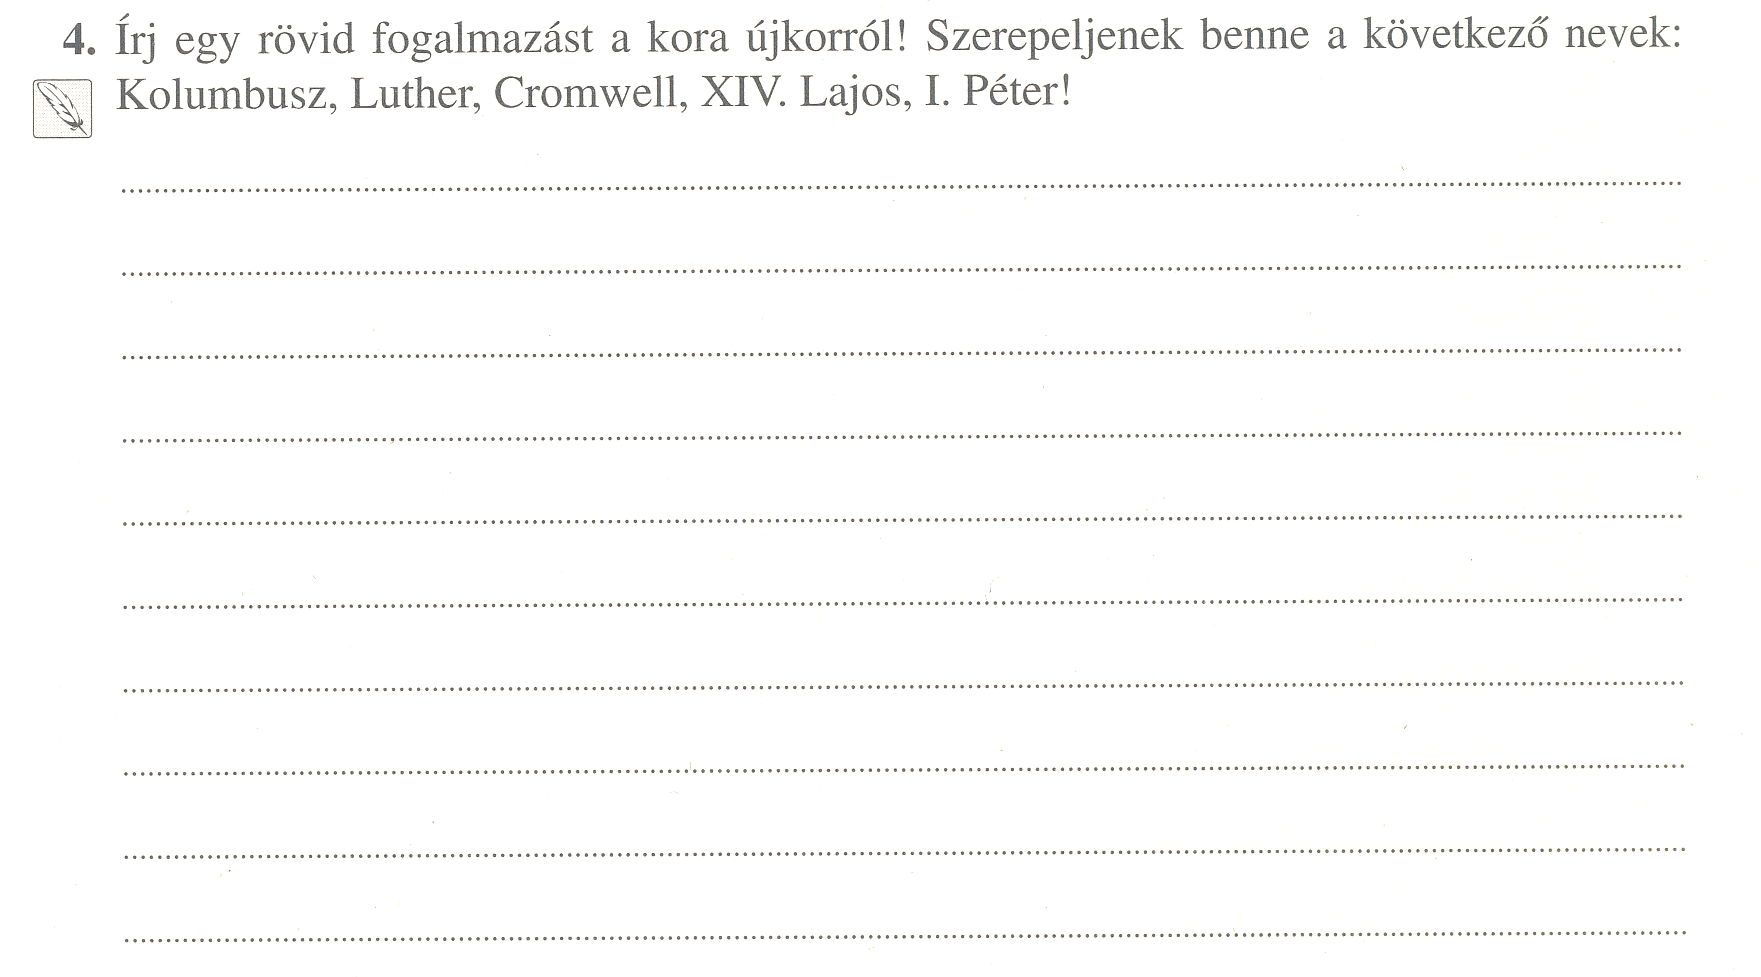 4. Írj egy rövid fogalmazást a kora újkorról! Szerepeljenek benne a következő nevek:
Kolumbusz, Luther, Cromwell, XIV. Lajos, I. Péter!